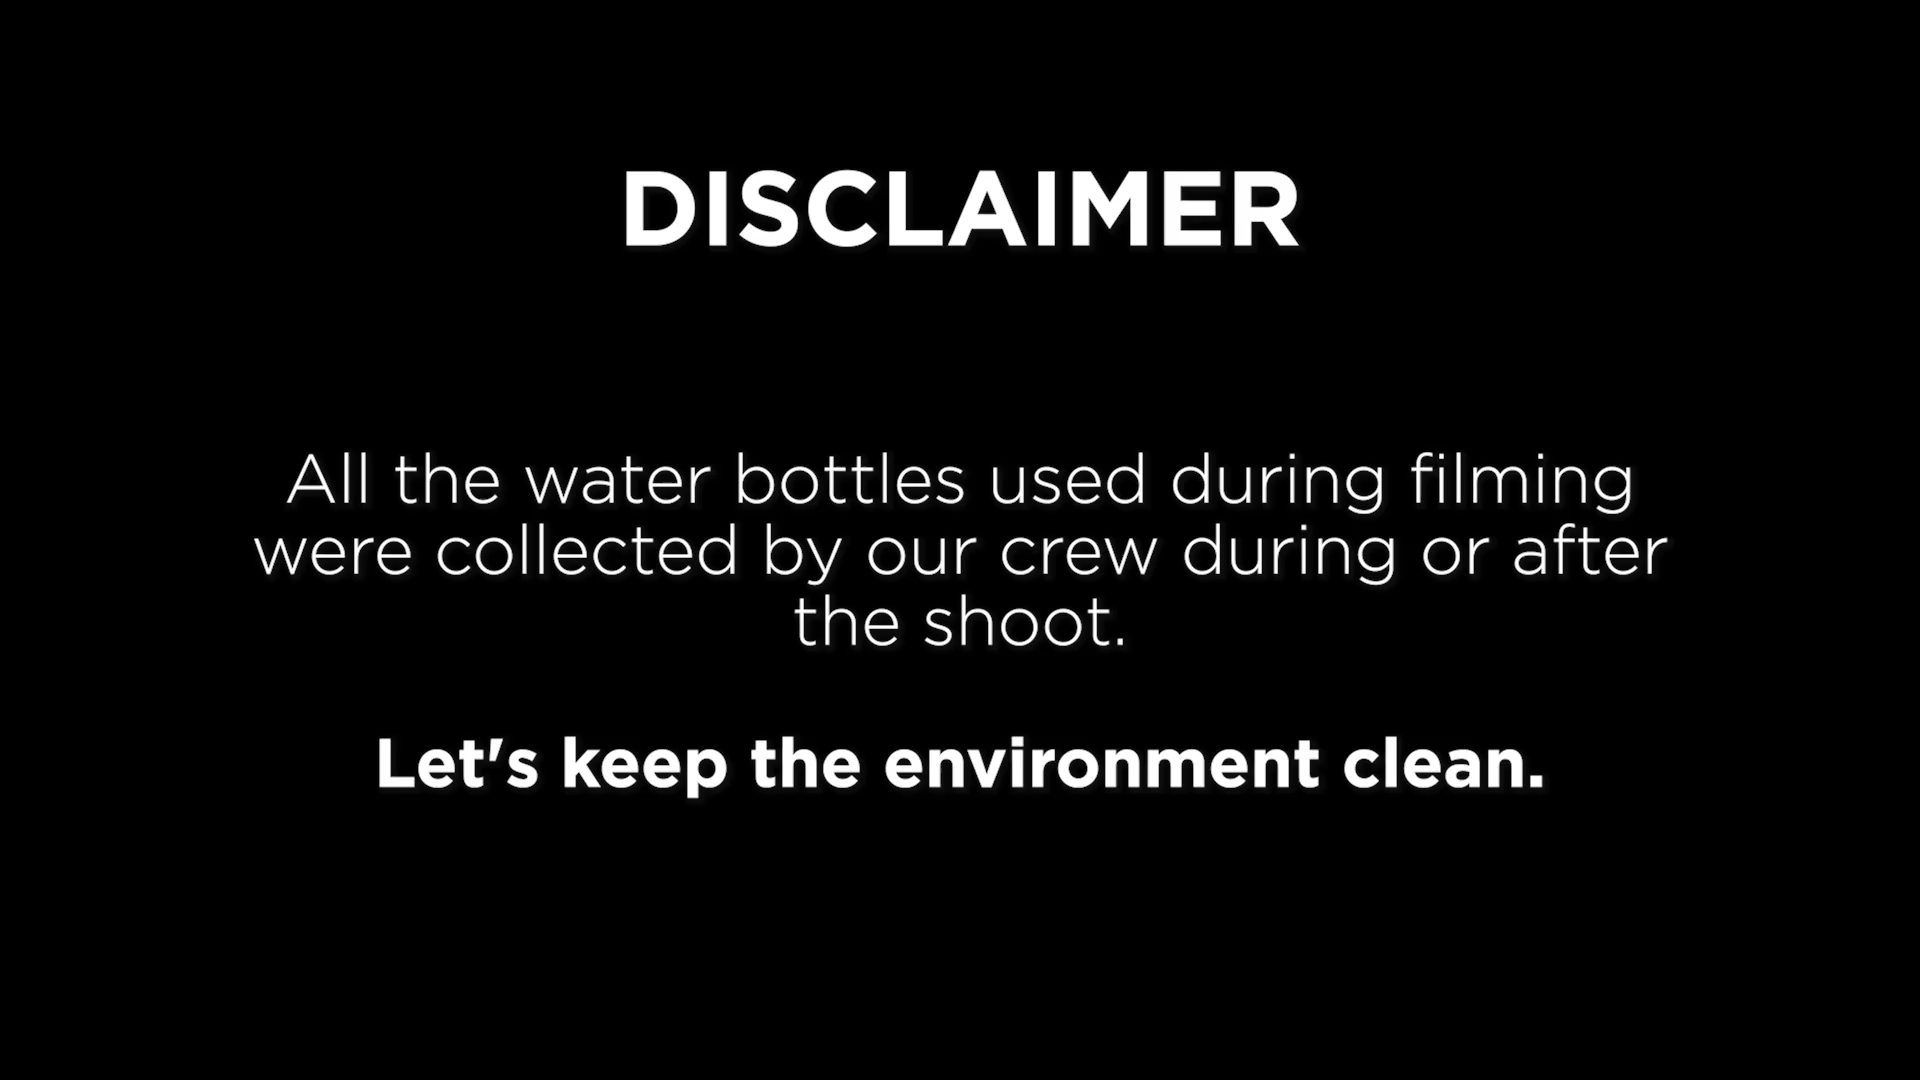 DISCLAIMER
All the water bottles used during filming
were collected by our crew during or after
the shoot.
Let's keep the environment clean.